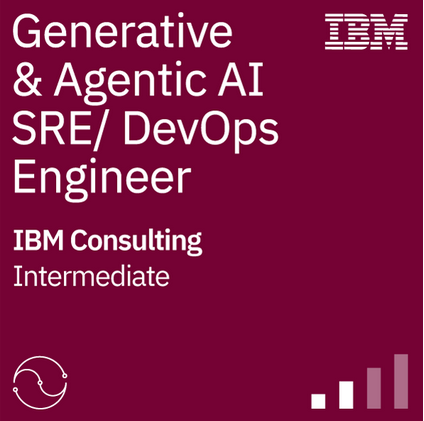 Generative
IBM
& Agentic AI
SRE/ DevOps
Engineer
IBM Consulting
Intermediate